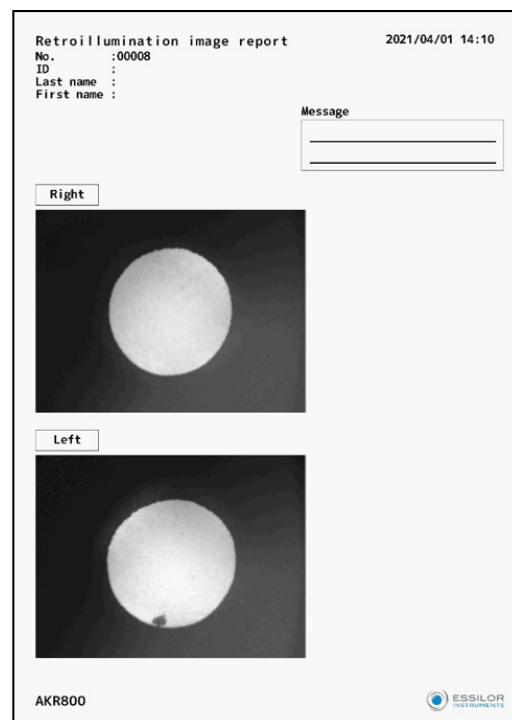 Retroillumination image report 2021/04/01 14:10
No. :00008
ID :
Last name :
First name :
Message
Right
Left
AKR800
ESSILOR
INSTRUMENTS